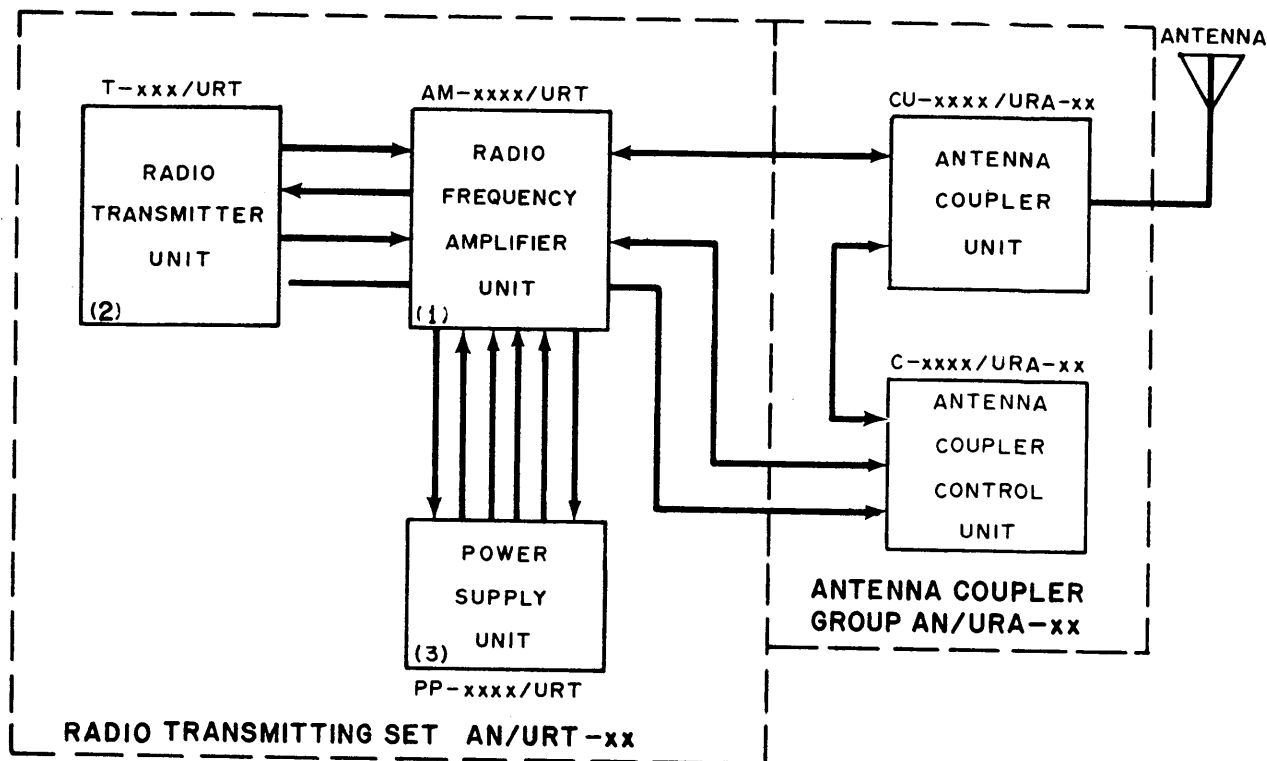 ANTENNA
T-xxx/URT
AM-xxxx/URT
CU-xxxx/URA-xx
RADIO
TRANSMITTER
UNIT
(2)
RADIO
FREQUENCY
AMPLIFIER
UNIT
(1)
ANTENNA
COUPLER
UNIT
C-xxxx/URA-xx
ANTENNA
COUPLER
CONTROL
UNIT
POWER
SUPPLY
UNIT
(3)
PP-xxxx/URT
ANTENNA COUPLER
GROUP AN/URA-xx
RADIO TRANSMITTING SET AN/URT-xx